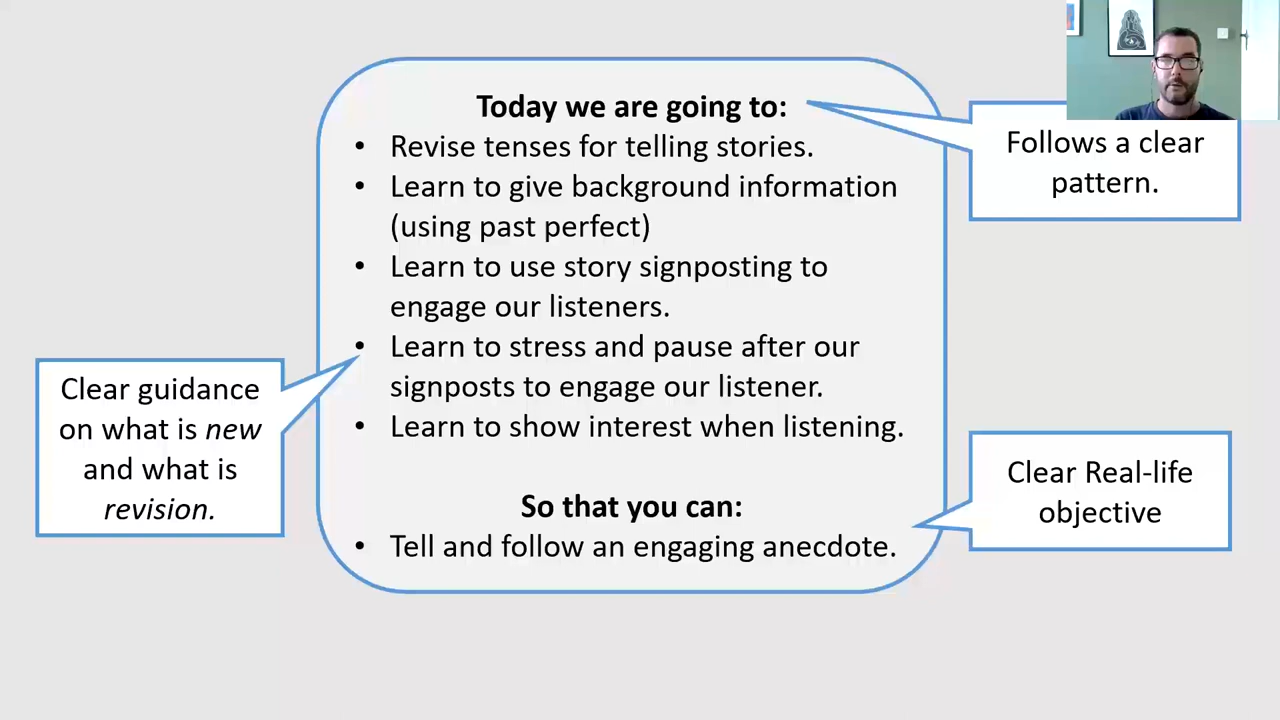 Today we are going to:
• Revise tenses for telling stories.
• Learn to give background information
(using past perfect)
• Learn to use story signposting to
engage our listeners.
• Learn to stress and pause after our
signposts to engage our listener.
• Learn to show interest when listening.
So that you can:
• Tell and follow an engaging anecdote.
Follows a clear
pattern.
Clear guidance
on what is new
and what is
revision.
Clear Real-life
objective